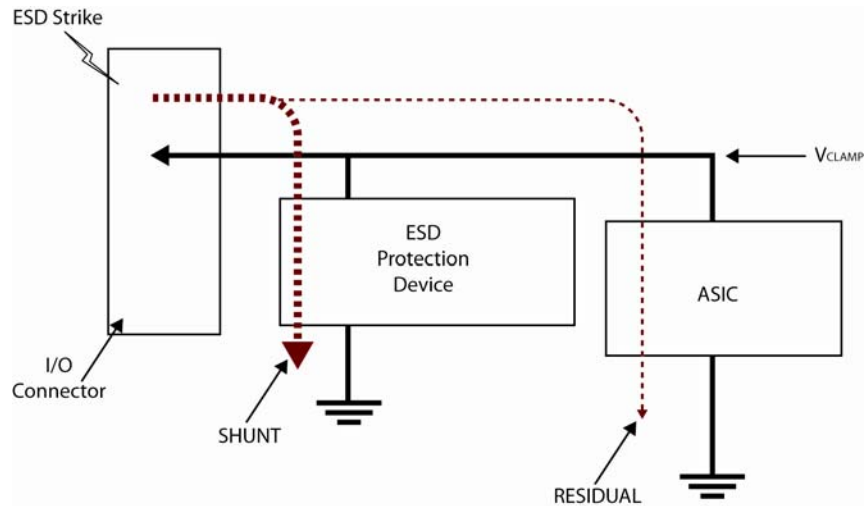 ESD Strike
VCLAMP
ESD
Protection
Device
ASIC
I/O
Connector
SHUNT
RESIDUAL